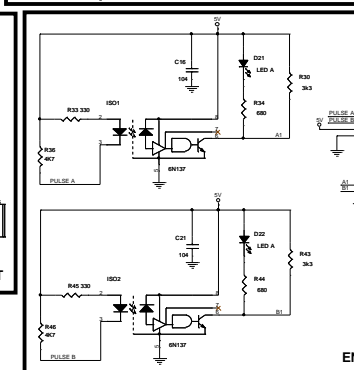 5V
C16
104
D21
LED A
R30
3k3
R33 330
ISO1
R34
680
2
3
8
7
6
5
A1
R36
4K7
PULSE A
6N137
5V
PULSE A
PULSE B
A1
B1
5V
C21
104
D22
LED A
R43
3k3
R45 330
ISO2
R44
680
2
3
8
7
6
5
B1
R46
4K7
PULSE B
6N137